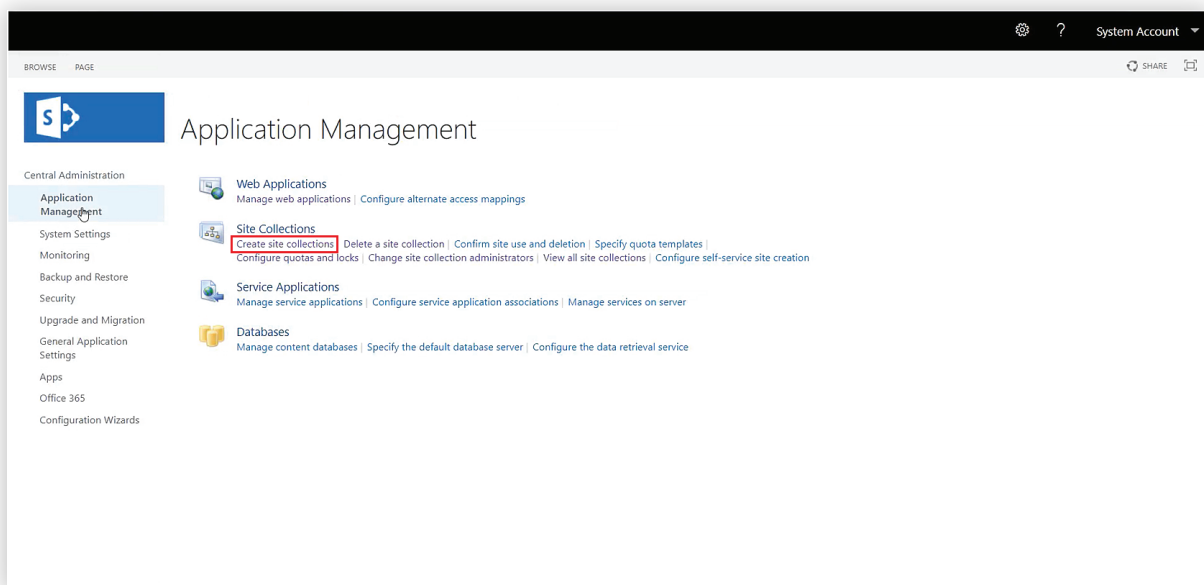 ? System Account
BROWSE PAGE SHARE
S
Application Management
Central Administration
Application
Management
System Settings
Monitoring
Backup and Restore
Security
Upgrade and Migration
General Application
Settings
Apps
Office 365
Configuration Wizards
Web Applications
Manage web applications | Configure alternate access mappings
Site Collections
Create site collections | Delete a site collection | Confirm site use and deletion | Specify quota templates |
Configure quotas and locks | Change site collection administrators | View all site collections | Configure self-service site creation
Service Applications
Manage service applications | Configure service application associations | Manage services on server
Databases
Manage content databases | Specify the default database server | Configure the data retrieval service